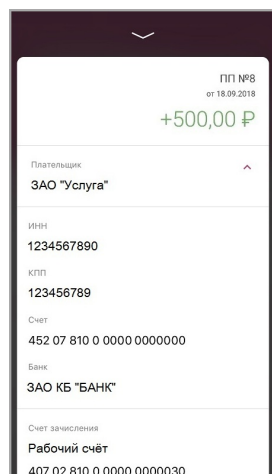 ПП №8
от 18.09.2018
+500,00 ₽
Плательщик
ЗАО "Услуга"
ИНН
1234567890
КПП
123456789
Счет
452 07 810 0 0000 0000000
Банк
ЗАО КБ "БАНК"
Счет зачисления
Рабочий счёт
407 02 810 0 0000 0000030